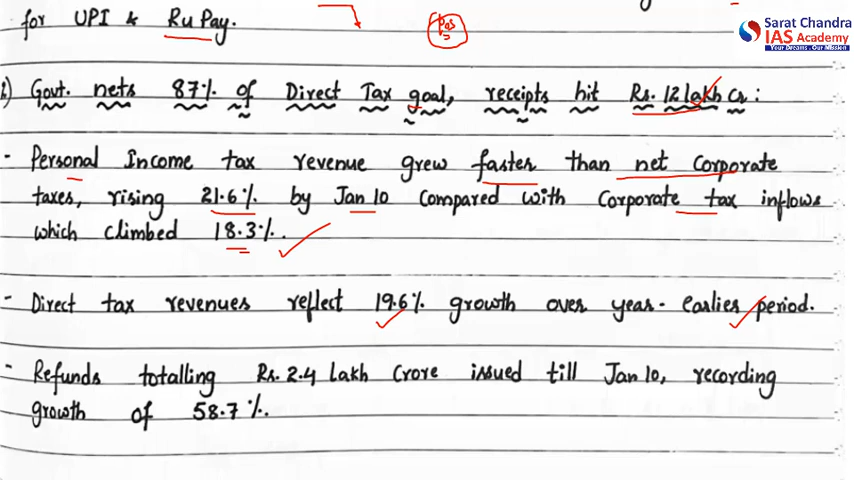 for UPI & RuPay.
Pos
Sarat Chandra
IAS Academy
Your Dreams.. Our Mission
Govt. nets 87% of Direct Tax goal, receipts hit Rs. 12 lakh Cr:
- Personal Income tax revenue grew faster than net Corporate
taxes, rising 21.6% by Jan 10 Compared with Corporate tax inflows
which climbed 18.3%.
- Direct tax revenues reflect 19.6% growth over year-earlier period.
- Refunds totalling Rs. 2.4 Lakh Crore issued till Jan 10, recording
growth of 58.7%.